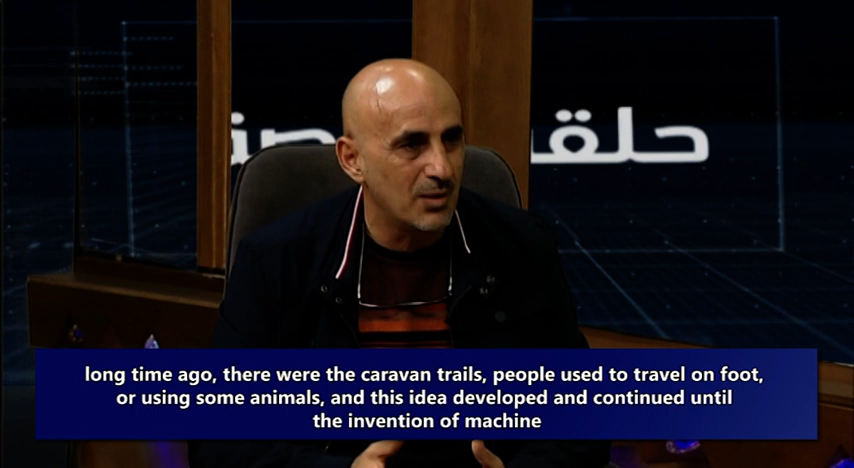 حلقة
long time ago, there were the caravan trails, people used to travel on foot,
or using some animals, and this idea developed and continued until
the invention of machine